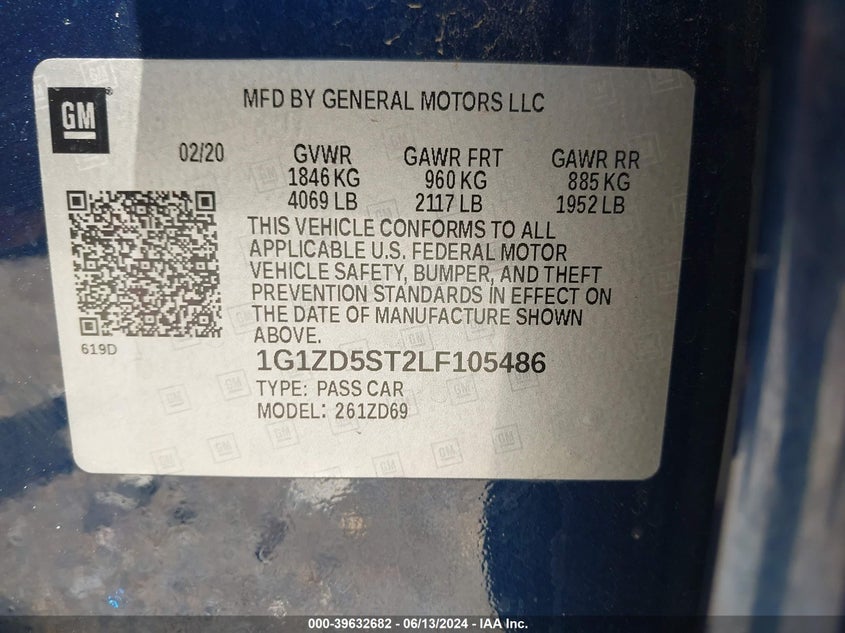 GM
MFD BY GENERAL MOTORS LLC
02/20
GVWR GAWR FRT GAWR RR
1846 KG 960 KG 885 KG
4069 LB 2117 LB 1952 LB
THIS VEHICLE CONFORMS TO ALL
APPLICABLE U.S. FEDERAL MOTOR
VEHICLE SAFETY, BUMPER, AND THEFT
PREVENTION STANDARDS IN EFFECT ON
THE DATE OF MANUFACTURE SHOWN
ABOVE.
619D
1G1ZD5ST2LF105486
TYPE: PASS CAR
MODEL: 261ZD69
000-39632682 - 06/13/2024 - IAAI.com, Inc.